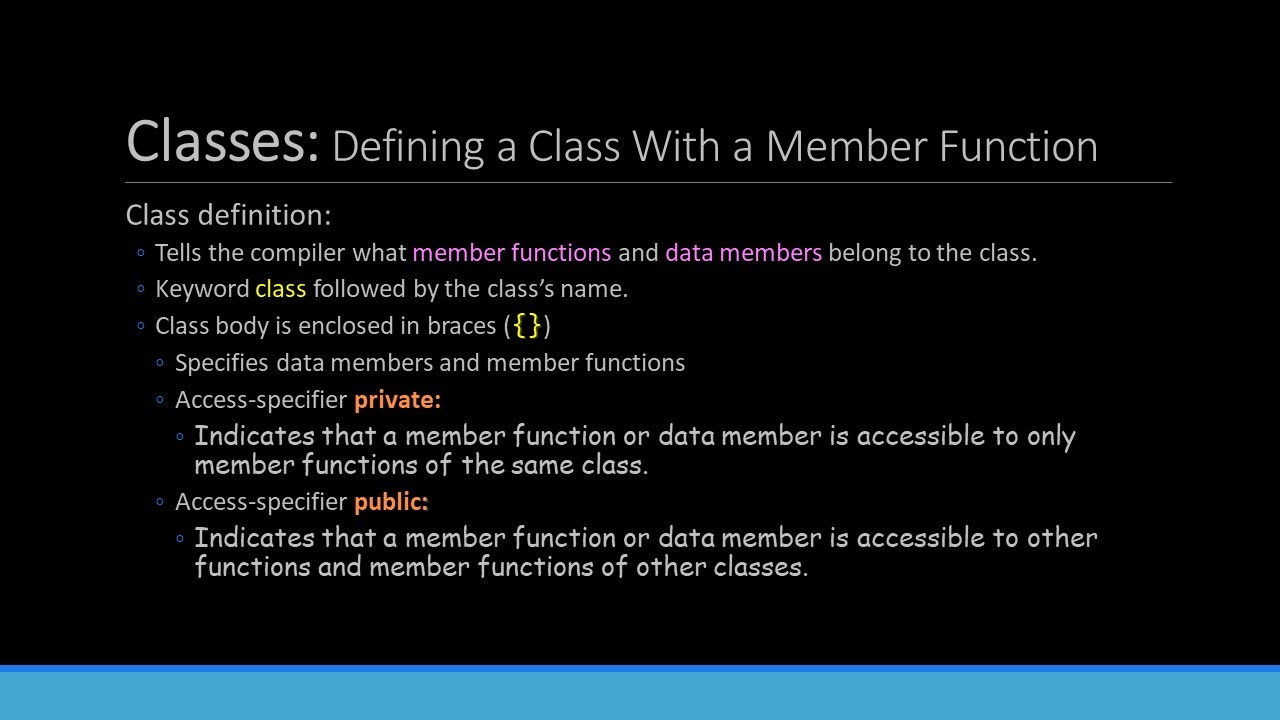 Classes: Defining a Class With a Member Function
Class definition:
◦ Tells the compiler what member functions and data members belong to the class.
◦ Keyword class followed by the class’s name.
◦ Class body is enclosed in braces ({})
◦ Specifies data members and member functions
◦ Access-specifier private:
◦ Indicates that a member function or data member is accessible to only
member functions of the same class.
◦ Access-specifier public:
◦ Indicates that a member function or data member is accessible to other
functions and member functions of other classes.